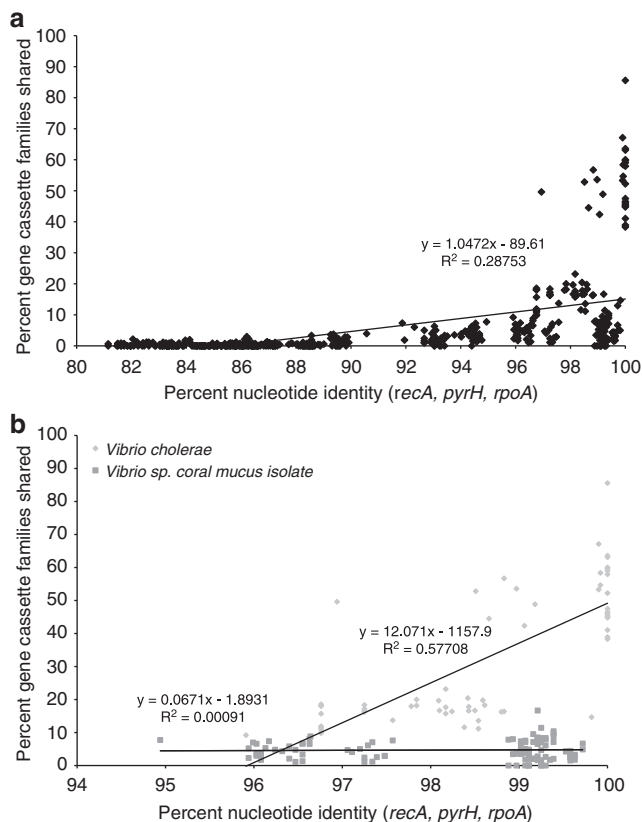 a
Percent gene cassette families shared
100
90
80
70
60
50
40
30
20
10
0
y = 1.0472x - 89.61
R² = 0.28753
80 82 84 86 88 90 92 94 96 98 100
Percent nucleotide identity (recA, pyrH, rpoA)
b
Percent gene cassette families shared
100
90
80
70
60
50
40
30
20
10
0
Vibrio cholerae
Vibrio sp. coral mucus isolate
y = 12.071x - 1157.9
R² = 0.57708
y = 0.0671x - 1.8931
R² = 0.00091
94 95 96 97 98 99 100
Percent nucleotide identity (recA, pyrH, rpoA)